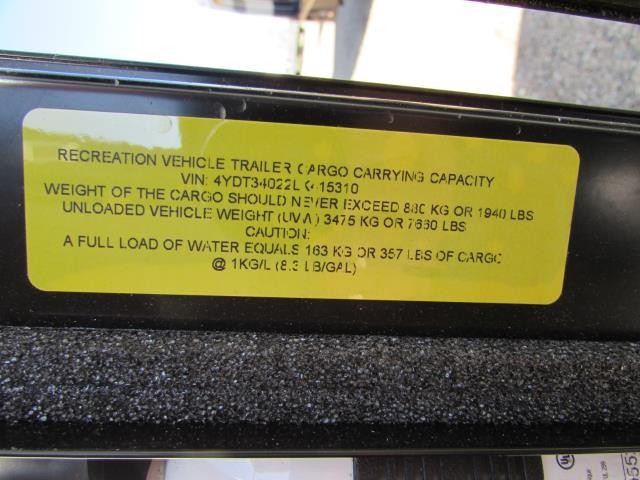 RECREATION VEHICLE TRAILER CARGO CARRYING CAPACITY
VIN: 4YDT34022L
WEIGHT OF THE CARGO SHOULD NEVER EXCEED 880 KG OR 1940 LBS
UNLOADED VEHICLE WEIGHT (UVW) 3475 KG OR 7660 LBS
CAUTION:
A FULL LOAD OF WATER EQUALS 163 KG OR 357 LBS OF CARGO
@ 1KG/L (8.3 LB/GAL)
UL